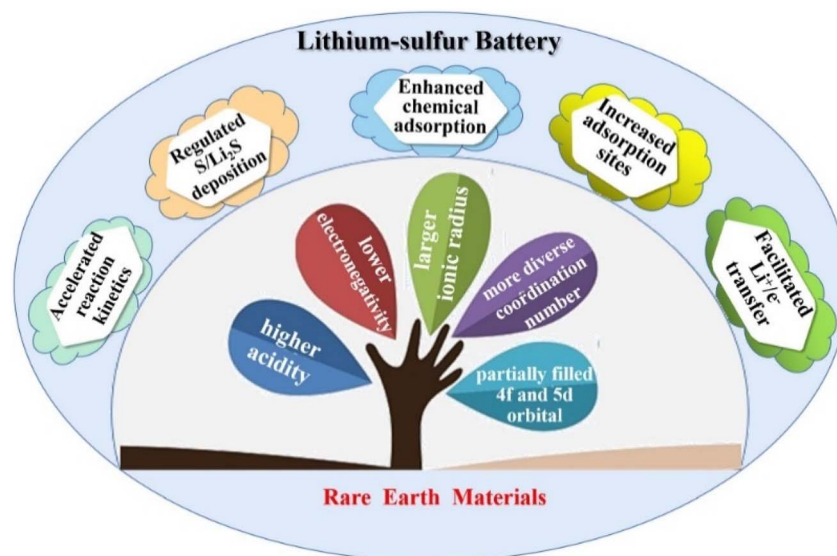 Lithium-sulfur Battery
Accelerated
reaction
kinetics
Regulated
S/Li₂S
deposition
Enhanced
chemical
adsorption
Increased
adsorption
sites
Facilitated
Li⁺/e⁻
transfer
higher
acidity
lower
electronegativity
larger
ionic radius
more diverse
coordination
number
partially filled
4f and 5d
orbital
Rare Earth Materials